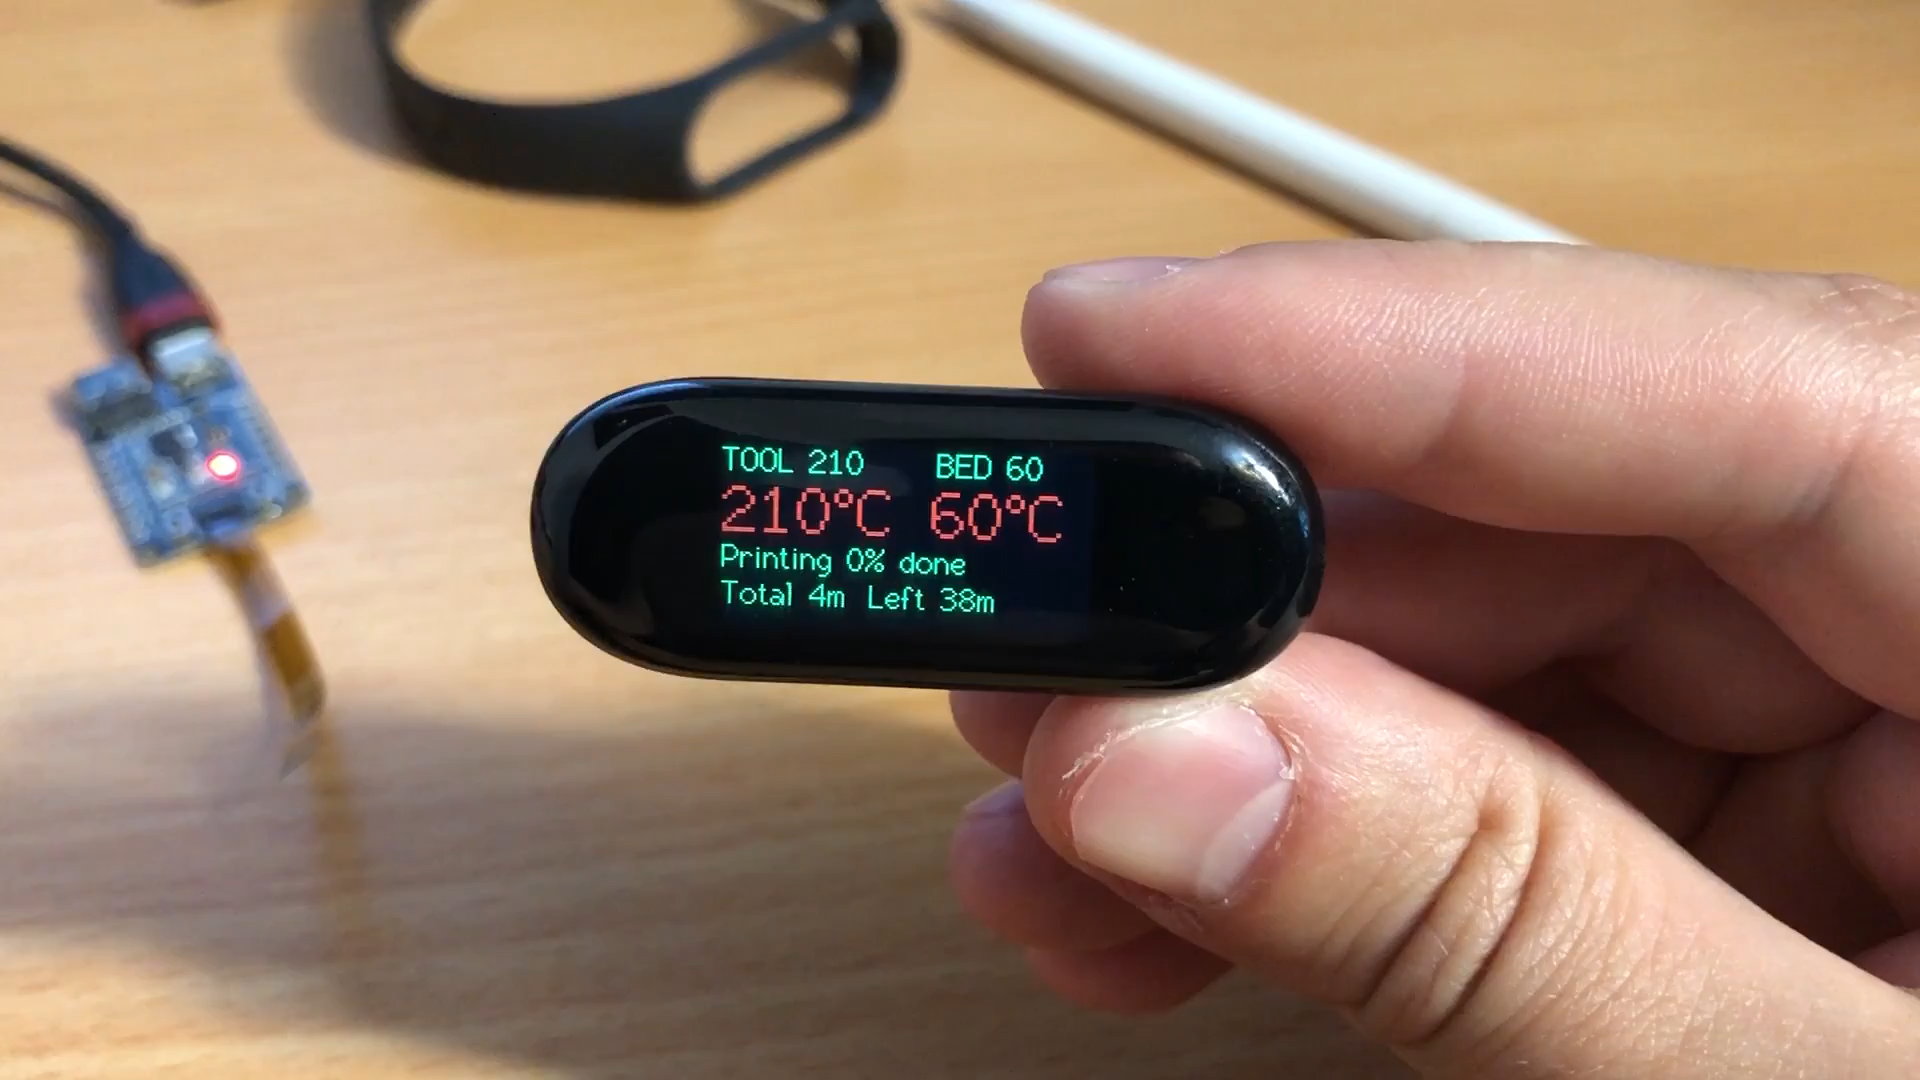 TOOL 210 BED 60
210°C 60°C
Printing 0% done
Total 4m Left 38m